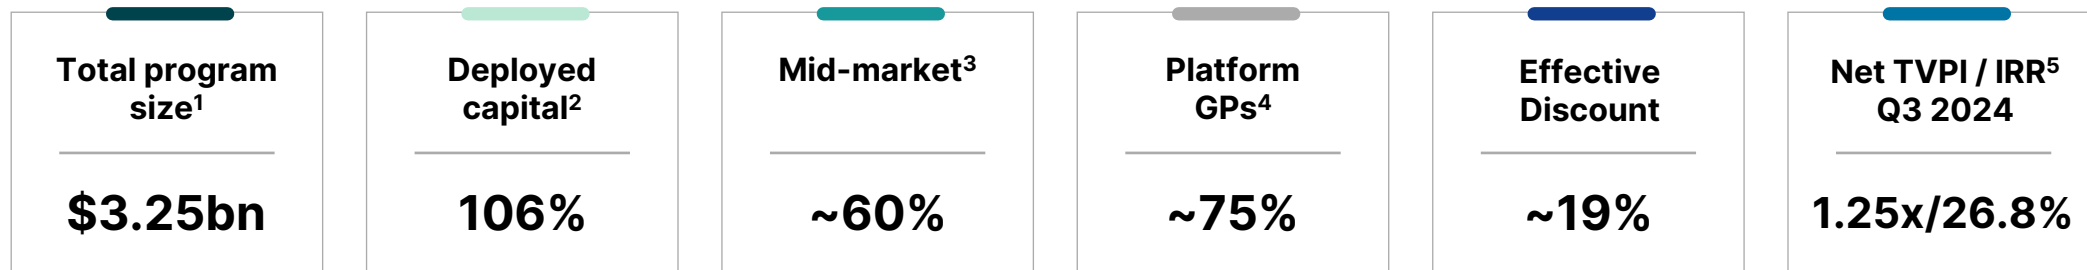 Total program
size¹
$3.25bn
Deployed
capital²
106%
Mid-market³
~60%
Platform
GPs⁴
~75%
Effective
Discount
~19%
Net TVPI / IRR⁵
Q3 2024
1.25x/26.8%